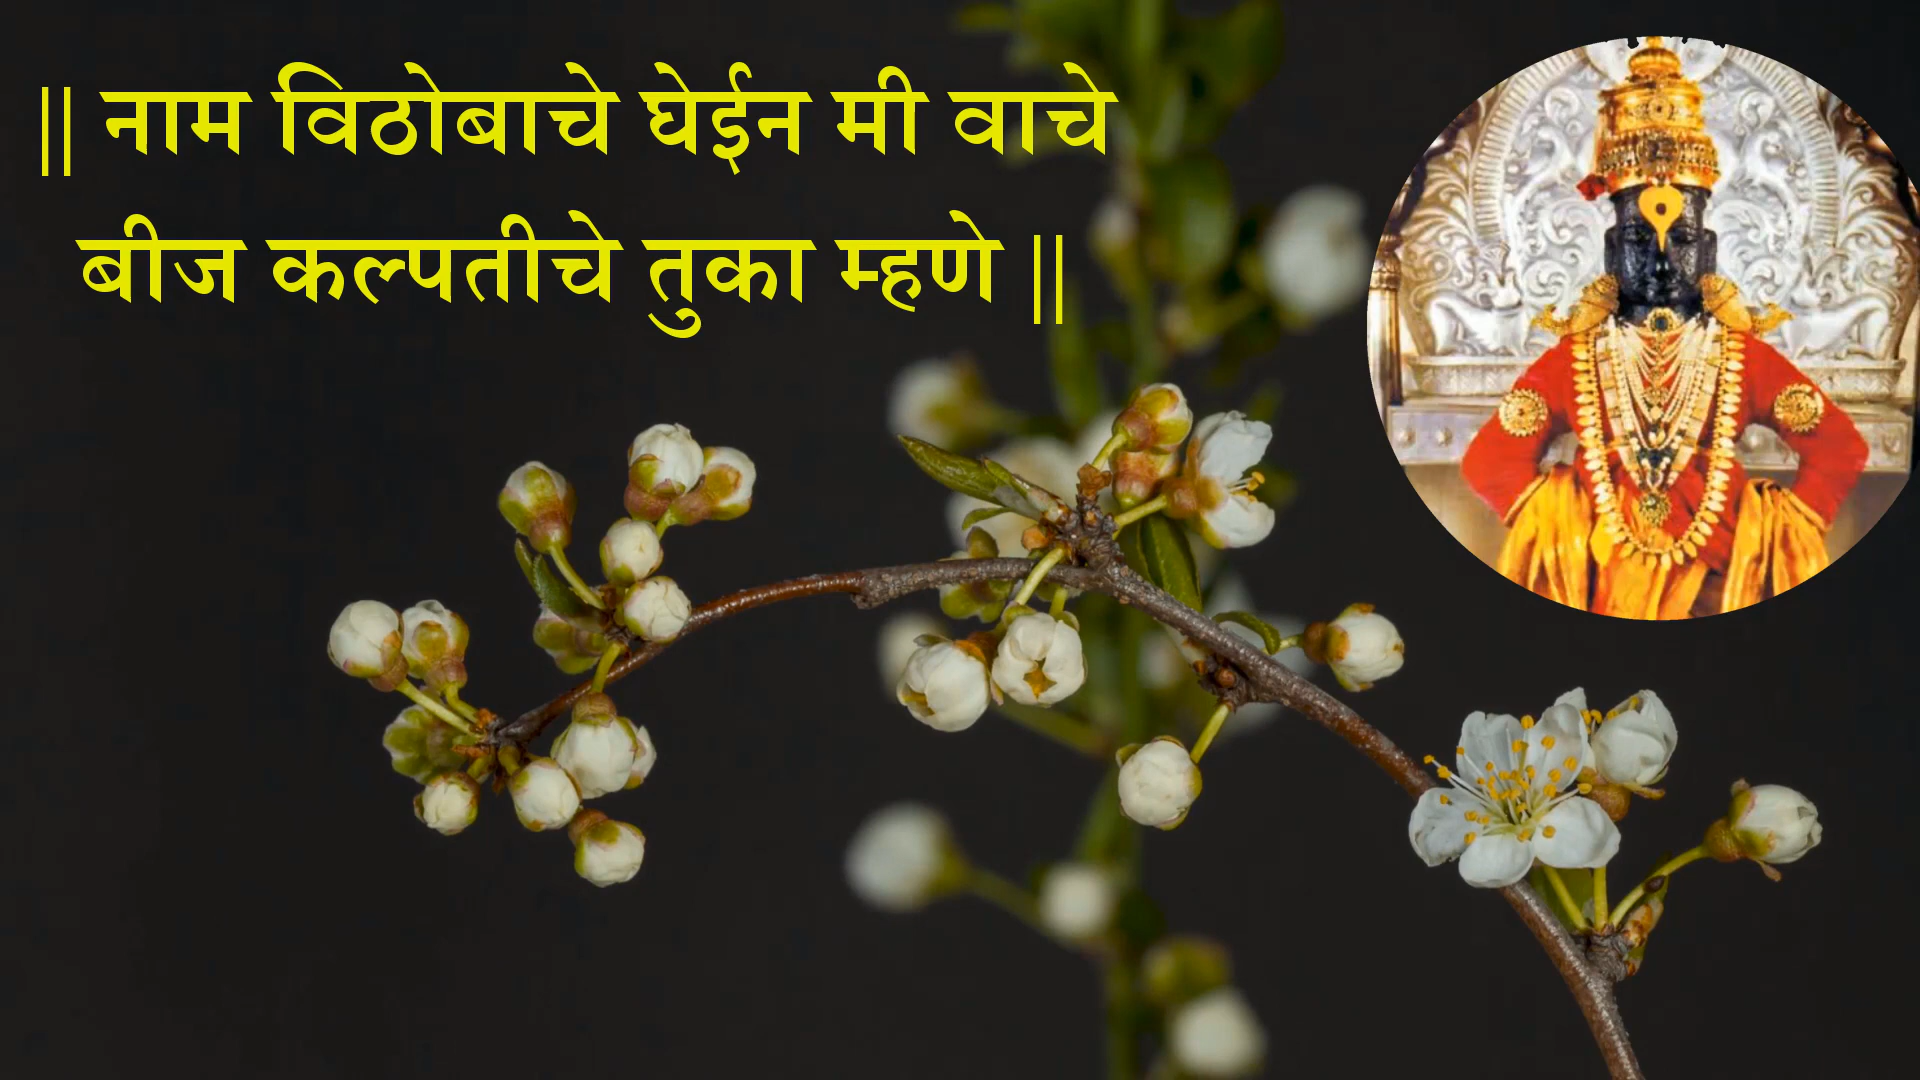 || नाम विठोबाचे घेईन मी वाचे
बीज कल्पतीचे तुका म्हणे ||